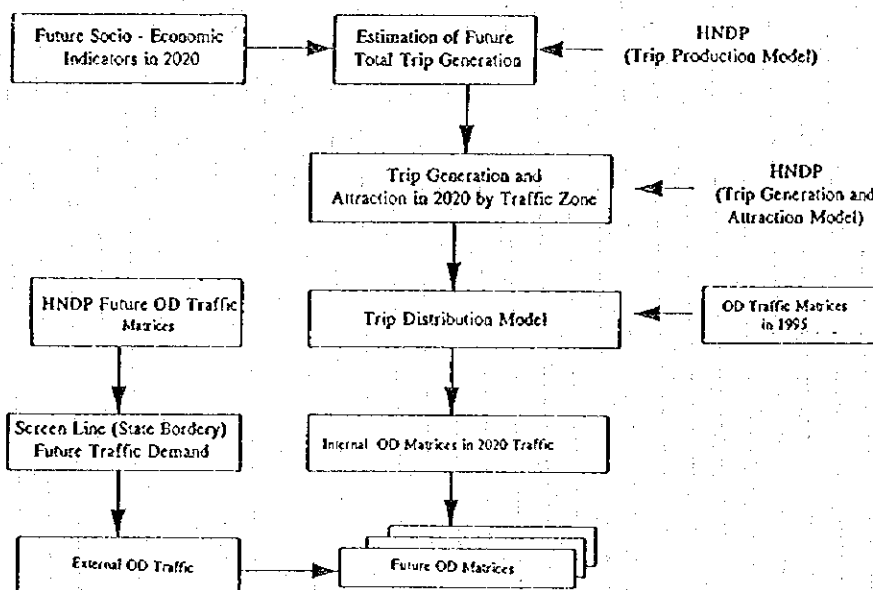 Future Socio - Economic
Indicators in 2020
Estimation of Future
Total Trip Generation
HNDP
(Trip Production Model)
Trip Generation and
Attraction in 2020 by Traffic Zone
HNDP
(Trip Generation and
Attraction Model)
HNDP Future OD Traffic
Matrices
Trip Distribution Model
OD Traffic Matrices
in 1995
Screen Line (State Bordery)
Future Traffic Demand
Internal OD Matrices in 2020 Traffic
External OD Traffic
Future OD Matrices